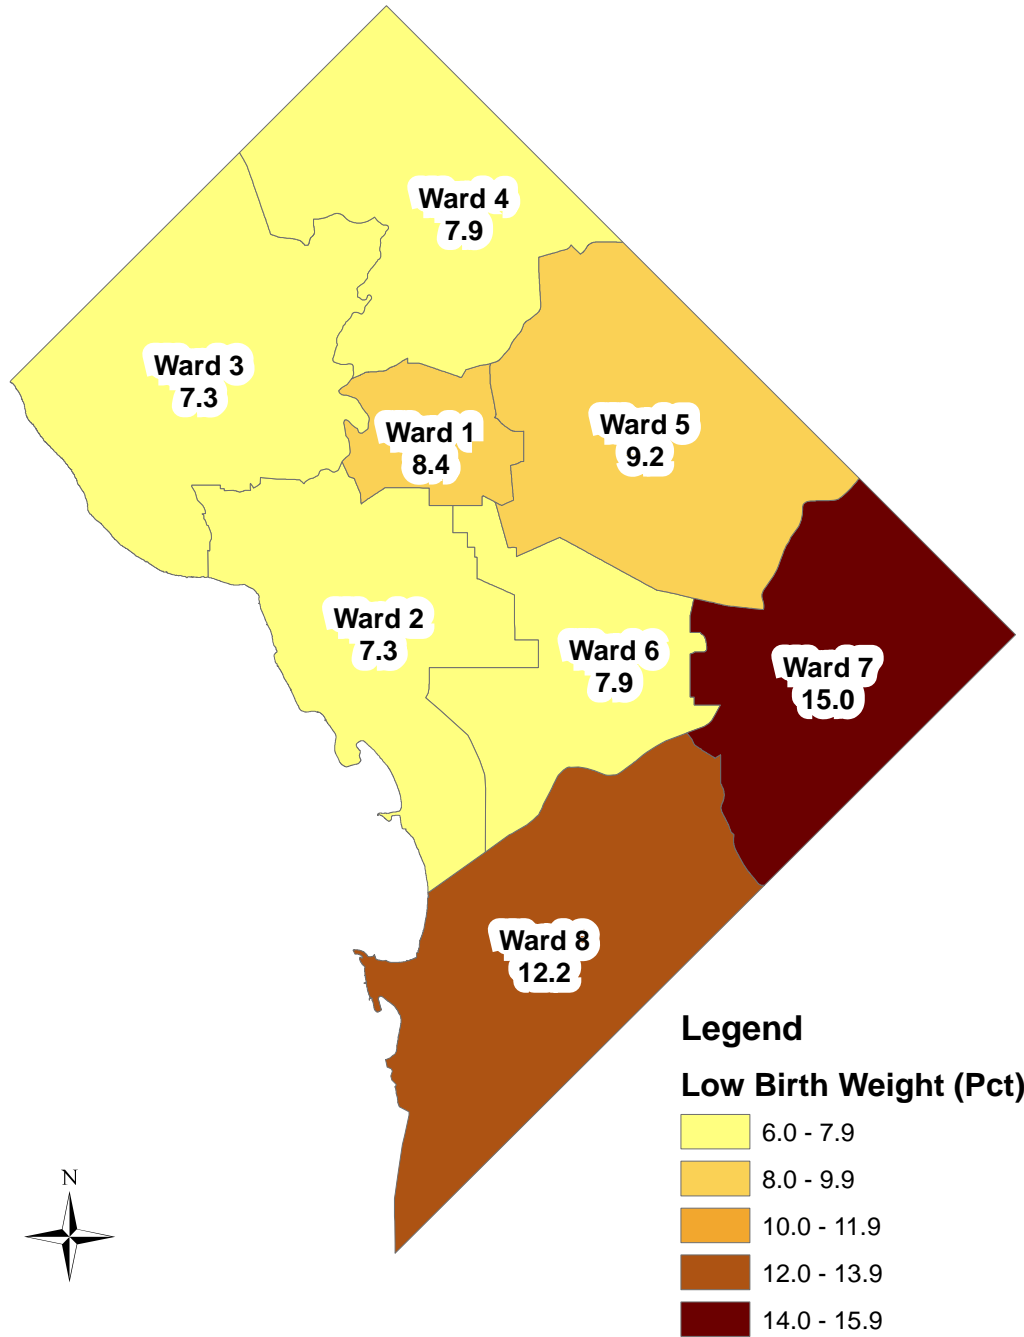 Ward 4
7.9
Ward 3
7.3
Ward 1
8.4
Ward 5
9.2
Ward 2
7.3
Ward 6
7.9
Ward 7
15.0
Ward 8
12.2
Legend
Low Birth Weight (Pct)
6.0 - 7.9
8.0 - 9.9
10.0 - 11.9
12.0 - 13.9
14.0 - 15.9
N